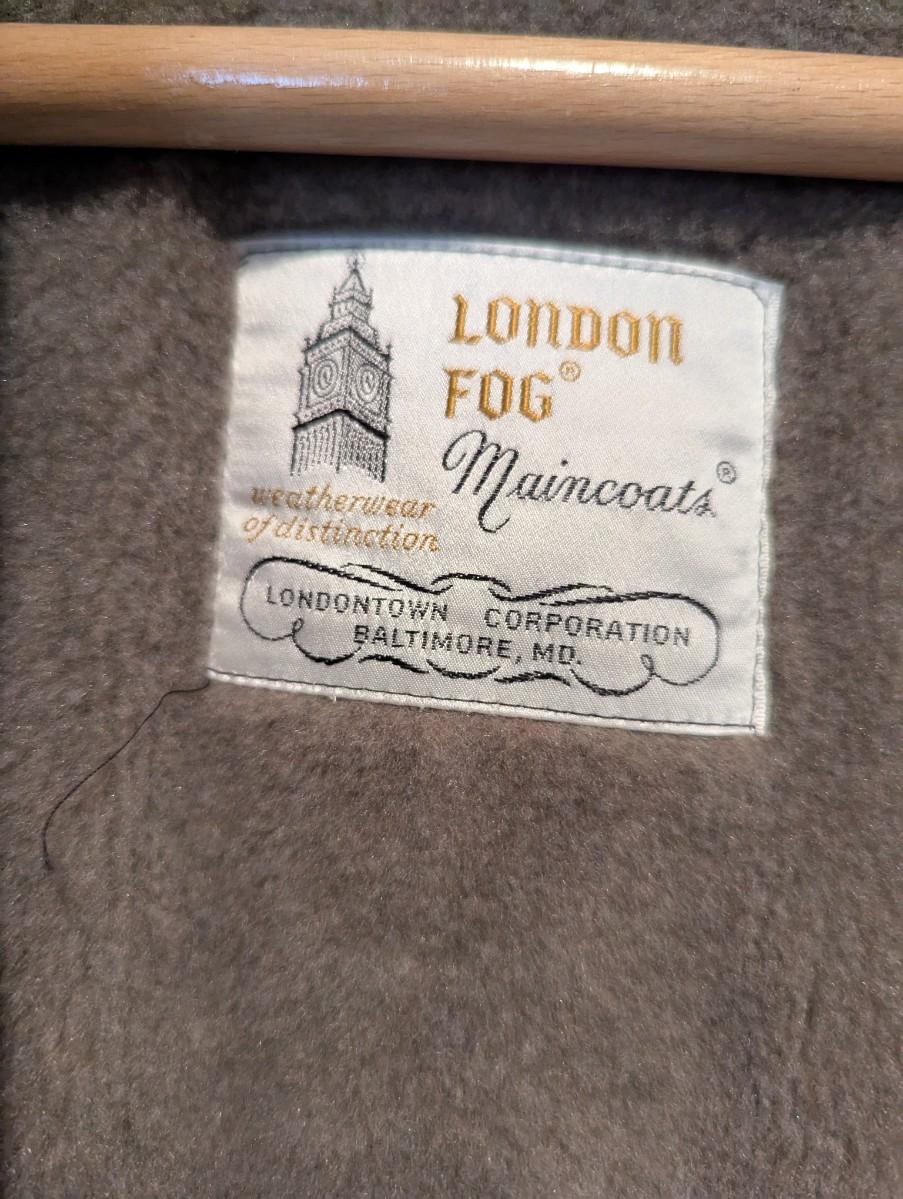 LONDON
FOG®
Maincoats®
weatherwear
of distinction
LONDONTOWN CORPORATION
BALTIMORE, MD.